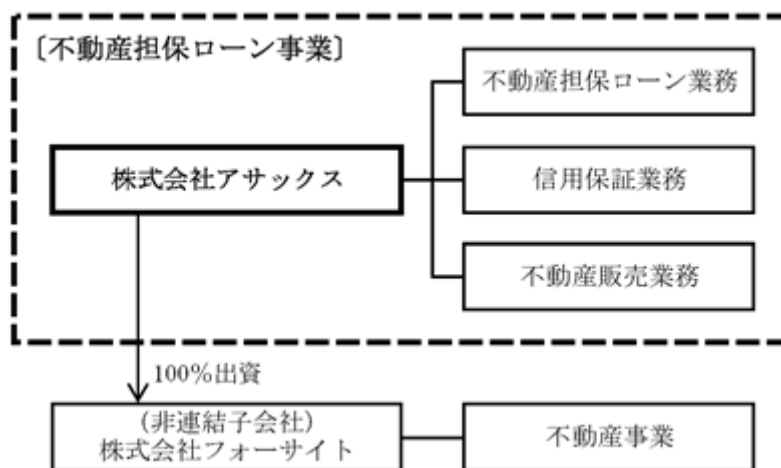 〔不動産担保ローン事業〕
不動産担保ローン業務
株式会社アサックス
信用保証業務
不動産販売業務
100%出資
(非連結子会社)
株式会社フォーサイト
不動産事業